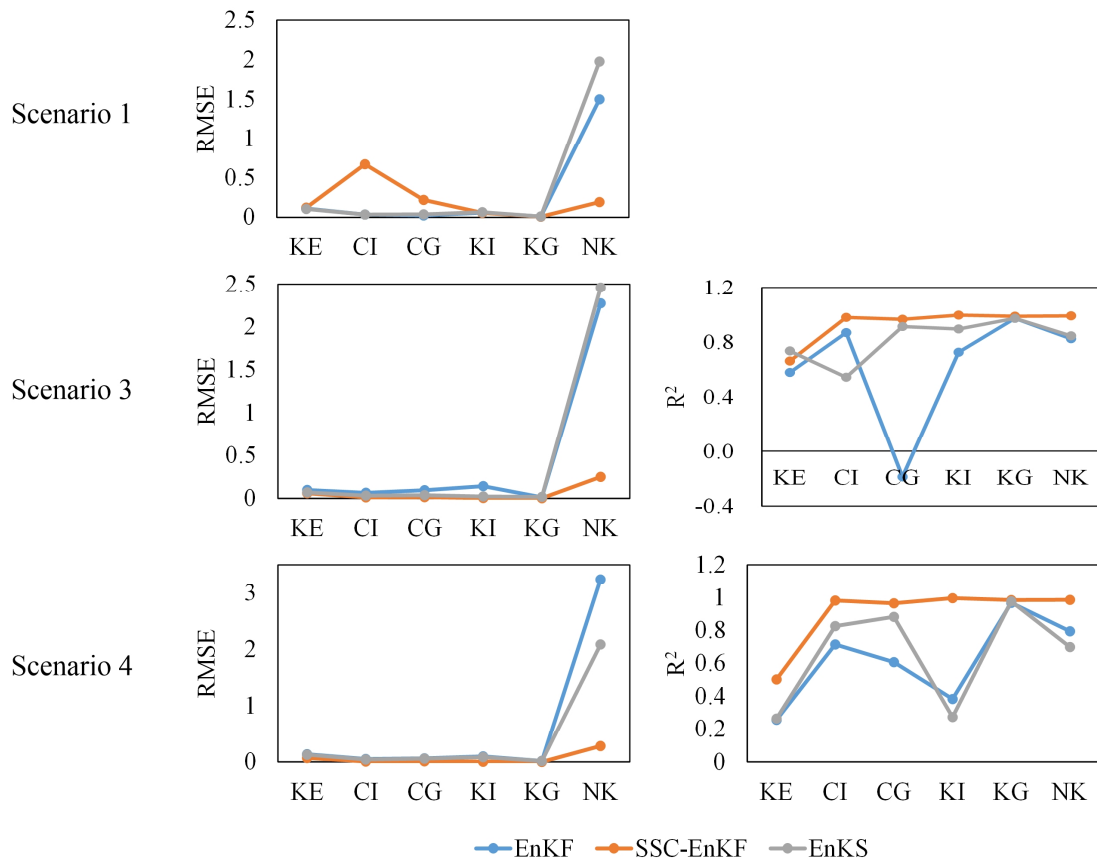 Scenario 1
RMSE
2.5
2
1.5
1
0.5
0
KE CI CG KI KG NK
Scenario 3
RMSE
2.5
2
1.5
1
0.5
0
KE CI CG KI KG NK
R²
1.2
0.8
0.4
0.0
-0.4
KE CI CG KI KG NK
Scenario 4
RMSE
3
2
1
0
KE CI CG KI KG NK
R²
1.2
1
0.8
0.6
0.4
0.2
0
KE CI CG KI KG NK
EnKF SSC-EnKF EnKS